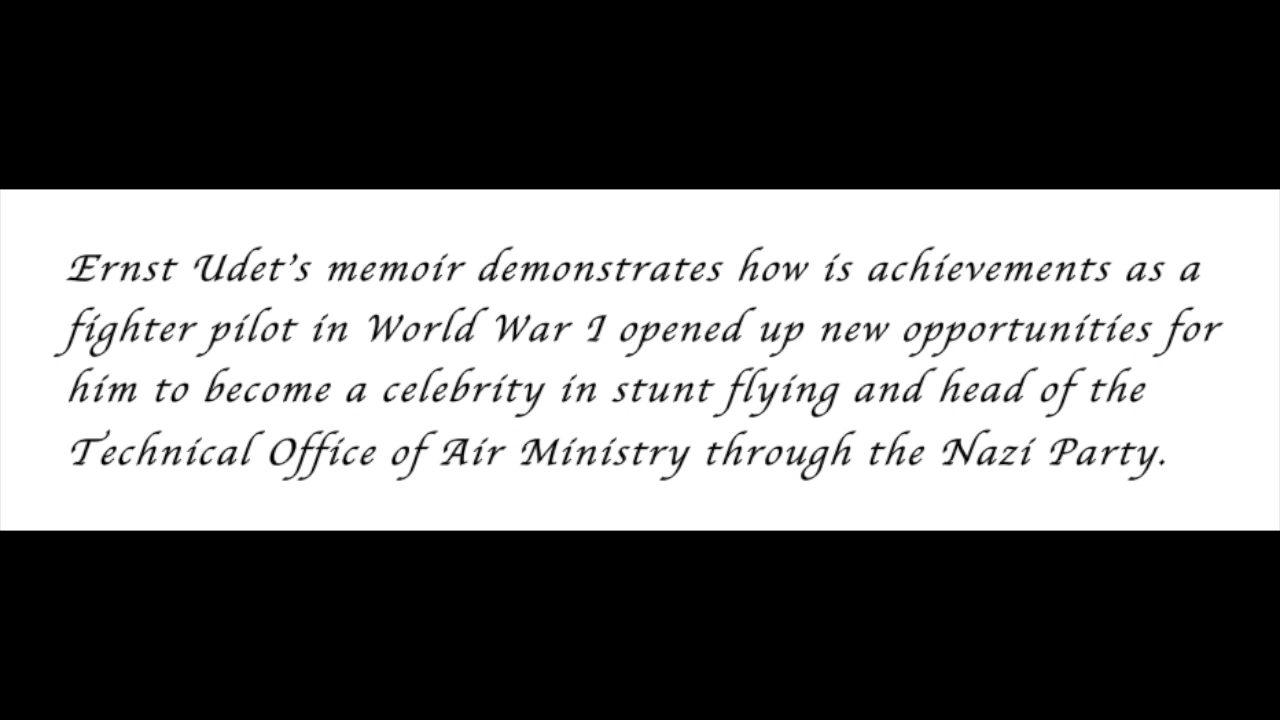 Ernst Udet's memoir demonstrates how is achievements as a
fighter pilot in World War I opened up new opportunities for
him to become a celebrity in stunt flying and head of the
Technical Office of Air Ministry through the Nazi Party.